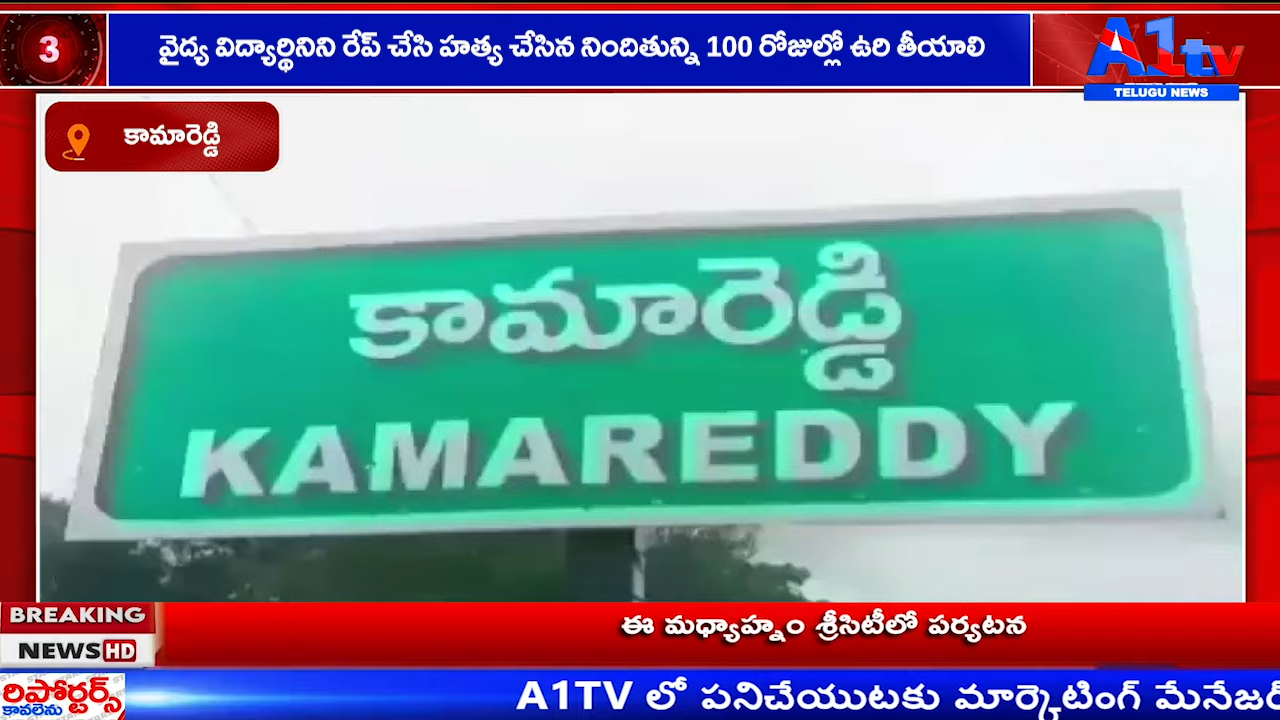 3
వైద్య విద్యార్థినిని రేప్ చేసి హత్య చేసిన నిందితున్ని 100 రోజుల్లో ఉరి తీయాలి
A1tv
TELUGU NEWS
కామారెడ్డి
కామారెడ్డి
KAMAREDDY
BREAKING
NEWS HD
ఈ మధ్యాహ్నం శ్రీసిటీలో పర్యటన
రిపోర్టర్స్
కావలెను
A1TV లో పనిచేయుటకు మార్కెటింగ్ మేనేజర్